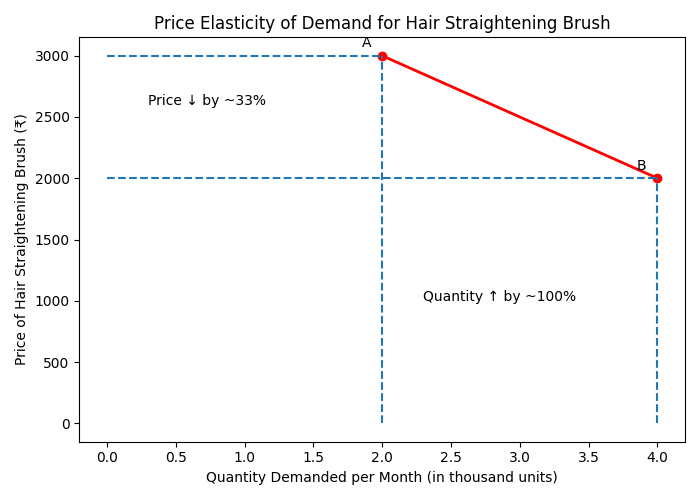 Price Elasticity of Demand for Hair Straightening Brush
A
3000
Price ↓ by ~33%
2500
B
2000
1500
Quantity ↑ by ~100%
1000
500
0
Price of Hair Straightening Brush (₹)
0.0 0.5 1.0 1.5 2.0 2.5 3.0 3.5 4.0
Quantity Demanded per Month (in thousand units)